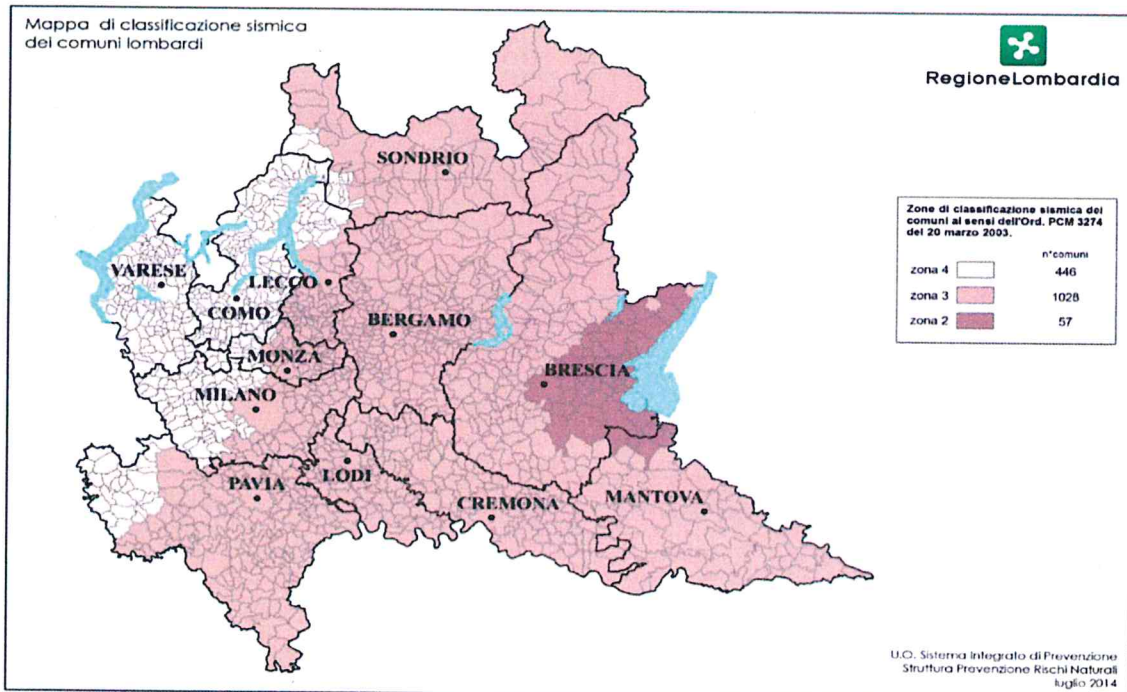 Mappa di classificazione sismica
dei comuni lombardi
RegioneLombardia
SONDRIO
VARESE
LECCO
COMO
BERGAMO
MONZA
BRESCIA
MILANO
LODI
PAVIA
CREMONA
MANTOVA
Zone di classificazione sismica dei
comuni ai sensi dell'Ord. PCM 3274
del 20 marzo 2003.
n°comuni
zona 4 446
zona 3 1028
zona 2 57
U.O. Sistema Integrato di Prevenzione
Struttura Prevenzione Rischi Naturali
luglio 2014